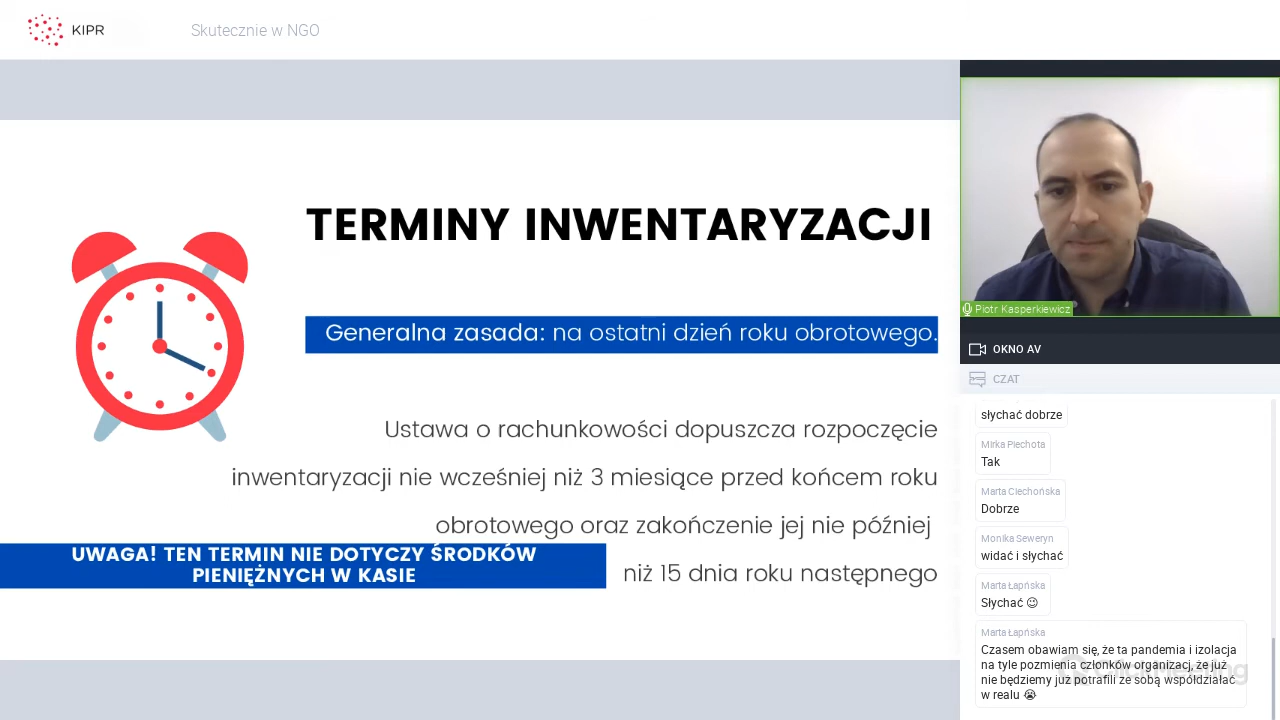 KIPR
Skutecznie w NGO
TERMINY INWENTARYZACJI
Generalna zasada: na ostatni dzień roku obrotowego.
Ustawa o rachunkowości dopuszcza rozpoczęcie
inwentaryzacji nie wcześniej niż 3 miesiące przed końcem roku
obrotowego oraz zakończenie jej nie później
niż 15 dnia roku następnego
UWAGA! TEN TERMIN NIE DOTYCZY ŚRODKÓW
PIENIĘŻNYCH W KASIE
Piotr Kasperkiewicz
OKNO AV
CZAT
słychać dobrze
Mirka Piechota
Tak
Marta Ciechońska
Dobrze
Monika Seweryn
widać i słychać
Marta Łapńska
Słychać 😉
Marta Łapńska
Czasem obawiam się, że ta pandemia i izolacja
na tyle pozmienia członków organizacj, że już
nie będziemy już potrafili ze sobą współdziałać
w realu 😭